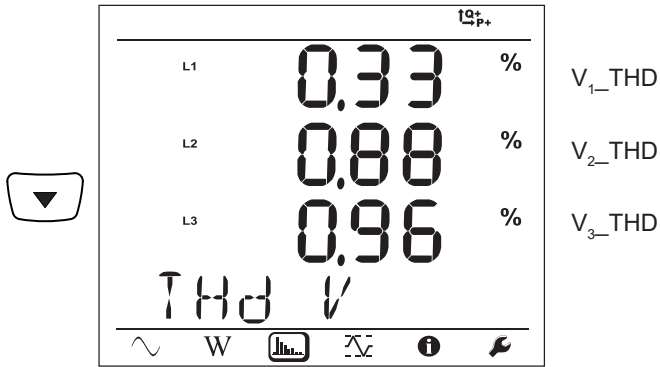 Q+
P+
L1 0.33 % V1_THD
L2 0.88 % V2_THD
L3 0.96 % V3_THD
THd V
W